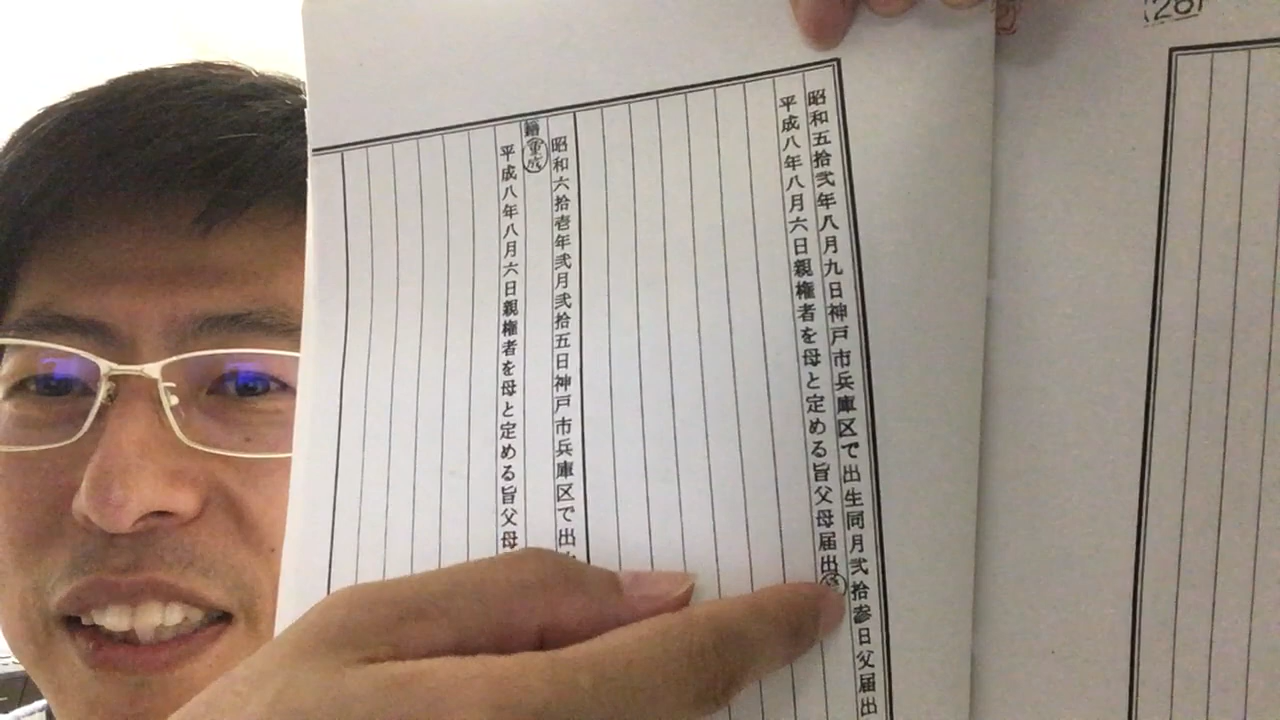 昭和五拾弐年八月九日神戸市兵庫区で出生同月弐拾参日父届出
平成八年八月六日親権者を母と定める旨父母届出
昭和六拾壱年弐月弐拾五日神戸市兵庫区で出
籍
平成八年八月六日親権者を母と定める旨父母
(26)